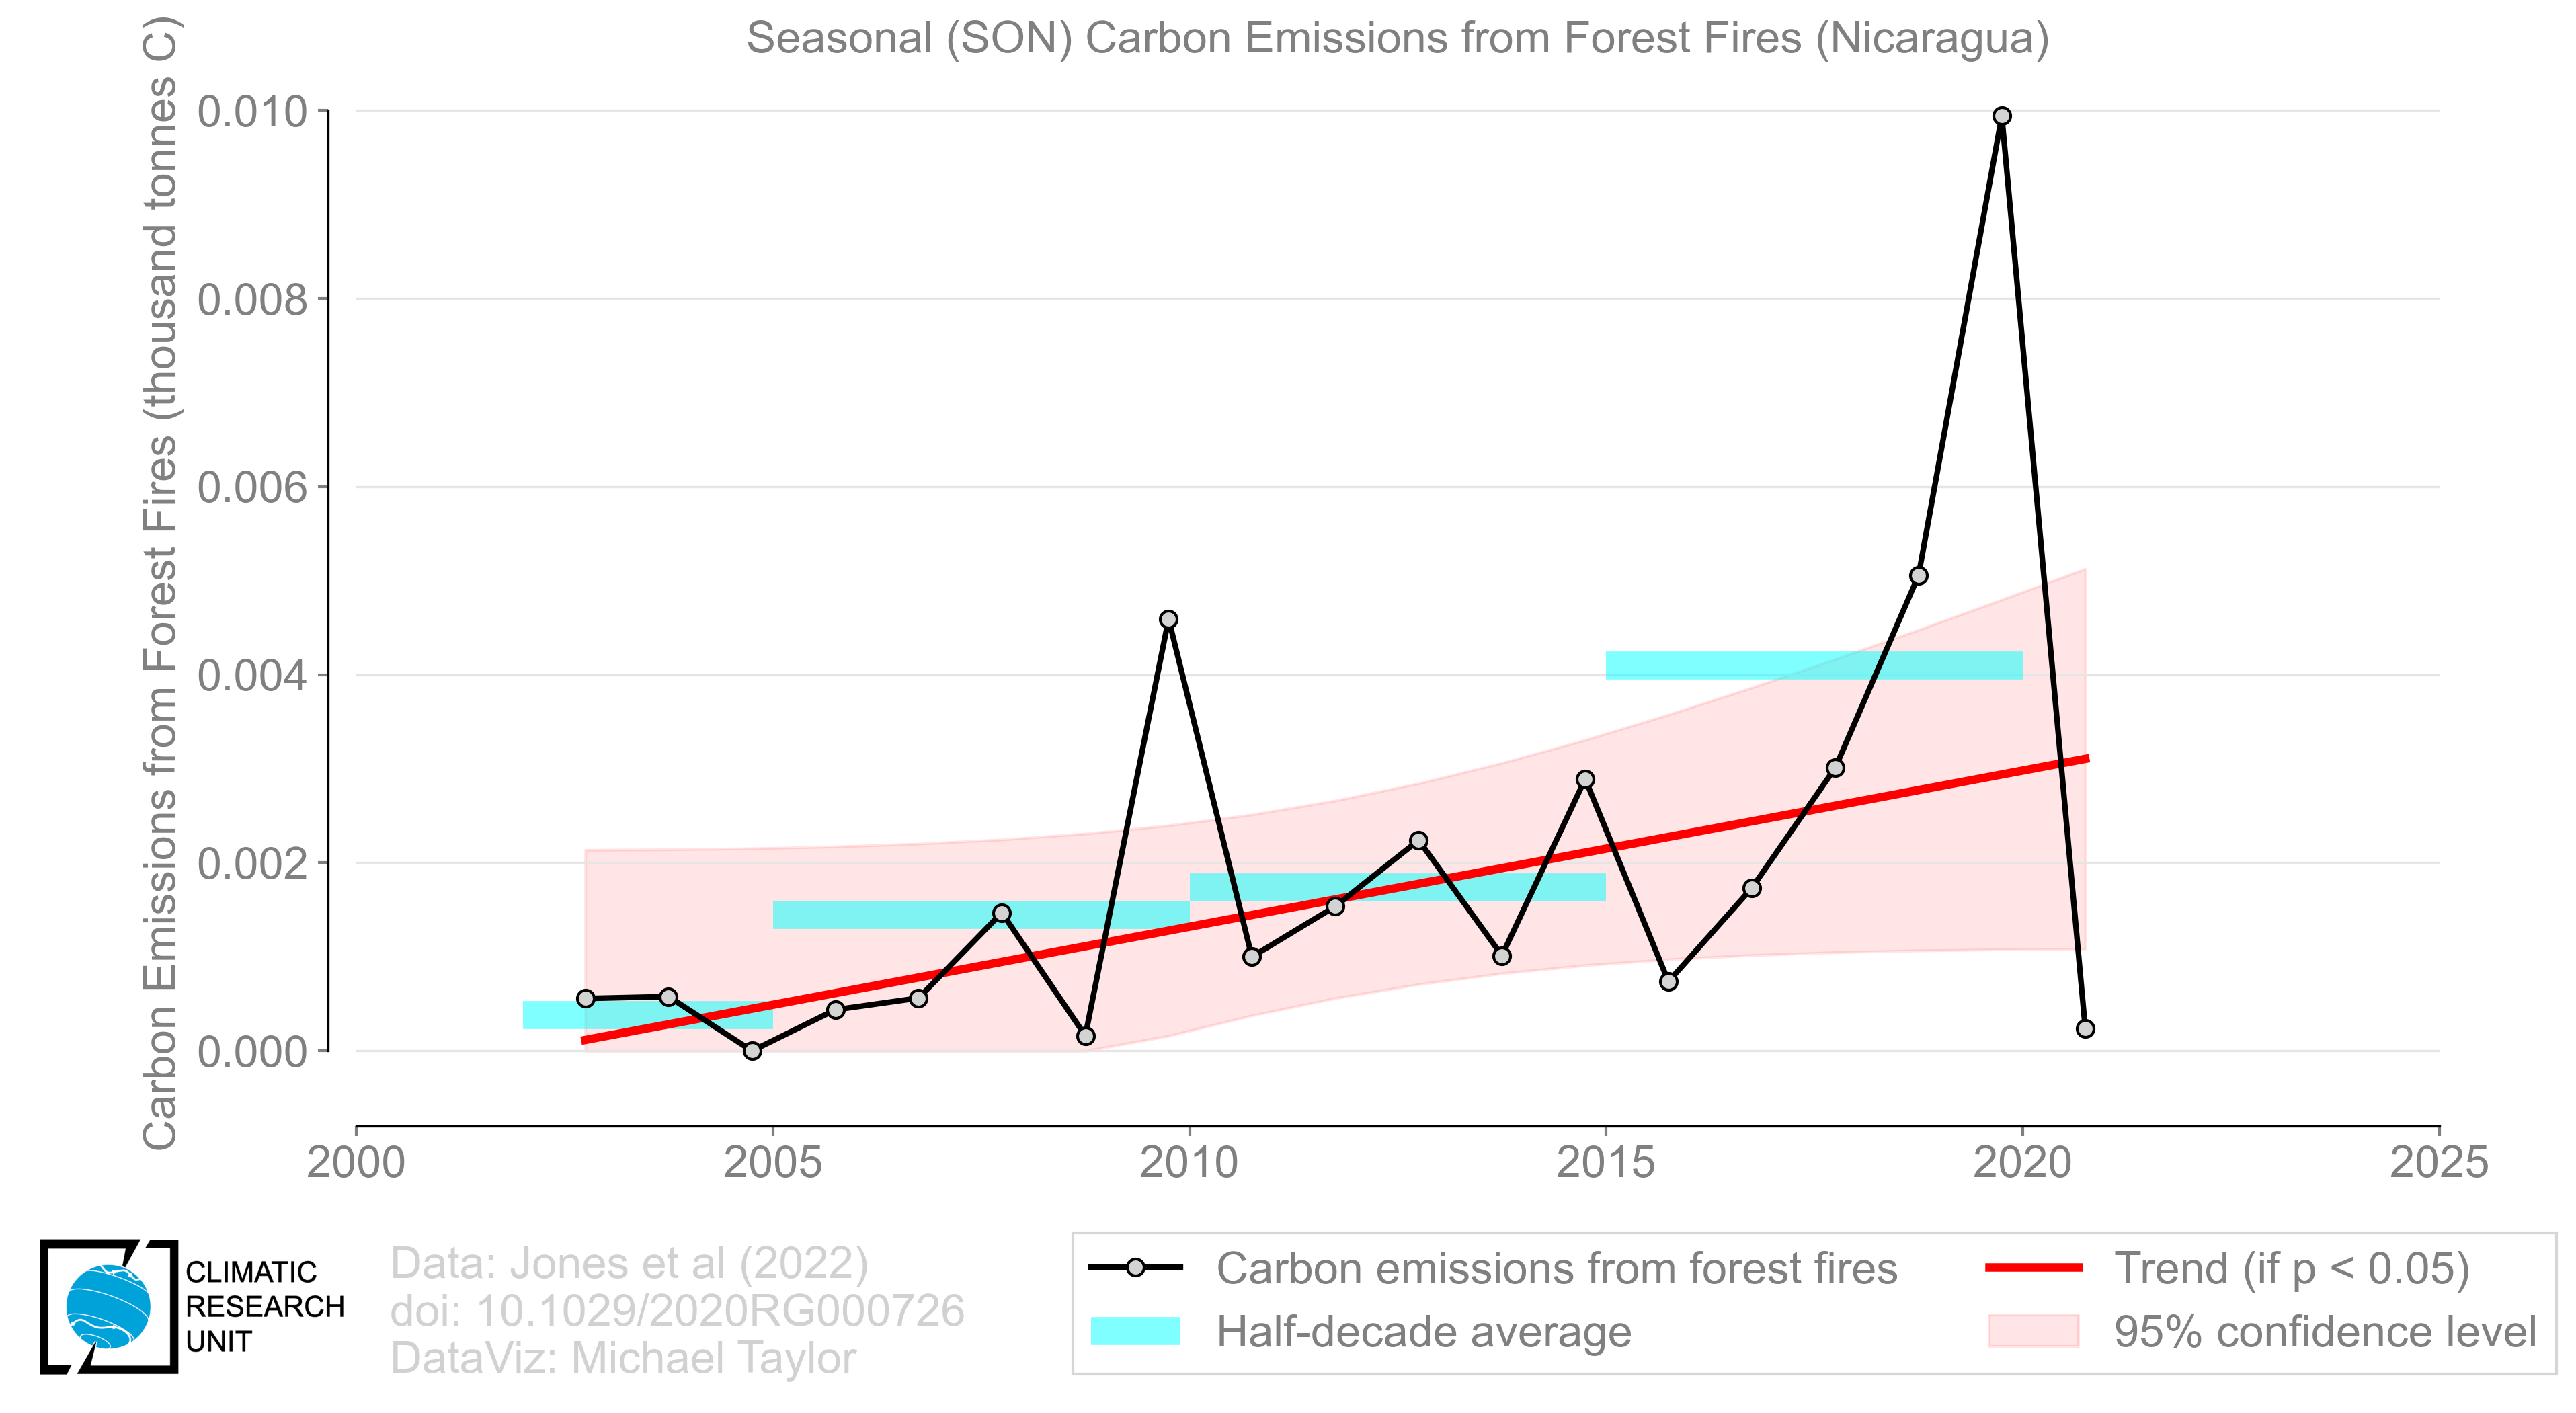 Seasonal (SON) Carbon Emissions from Forest Fires (Nicaragua)
Carbon Emissions from Forest Fires (thousand tonnes C)
0.010
0.008
0.006
0.004
0.002
0.000
2000
2005
2010
2015
2020
2025
CLIMATIC
RESEARCH
UNIT
Data: Jones et al (2022)
doi: 10.1029/2020RG000726
DataViz: Michael Taylor
Carbon emissions from forest fires
Half-decade average
Trend (if p < 0.05)
95% confidence level